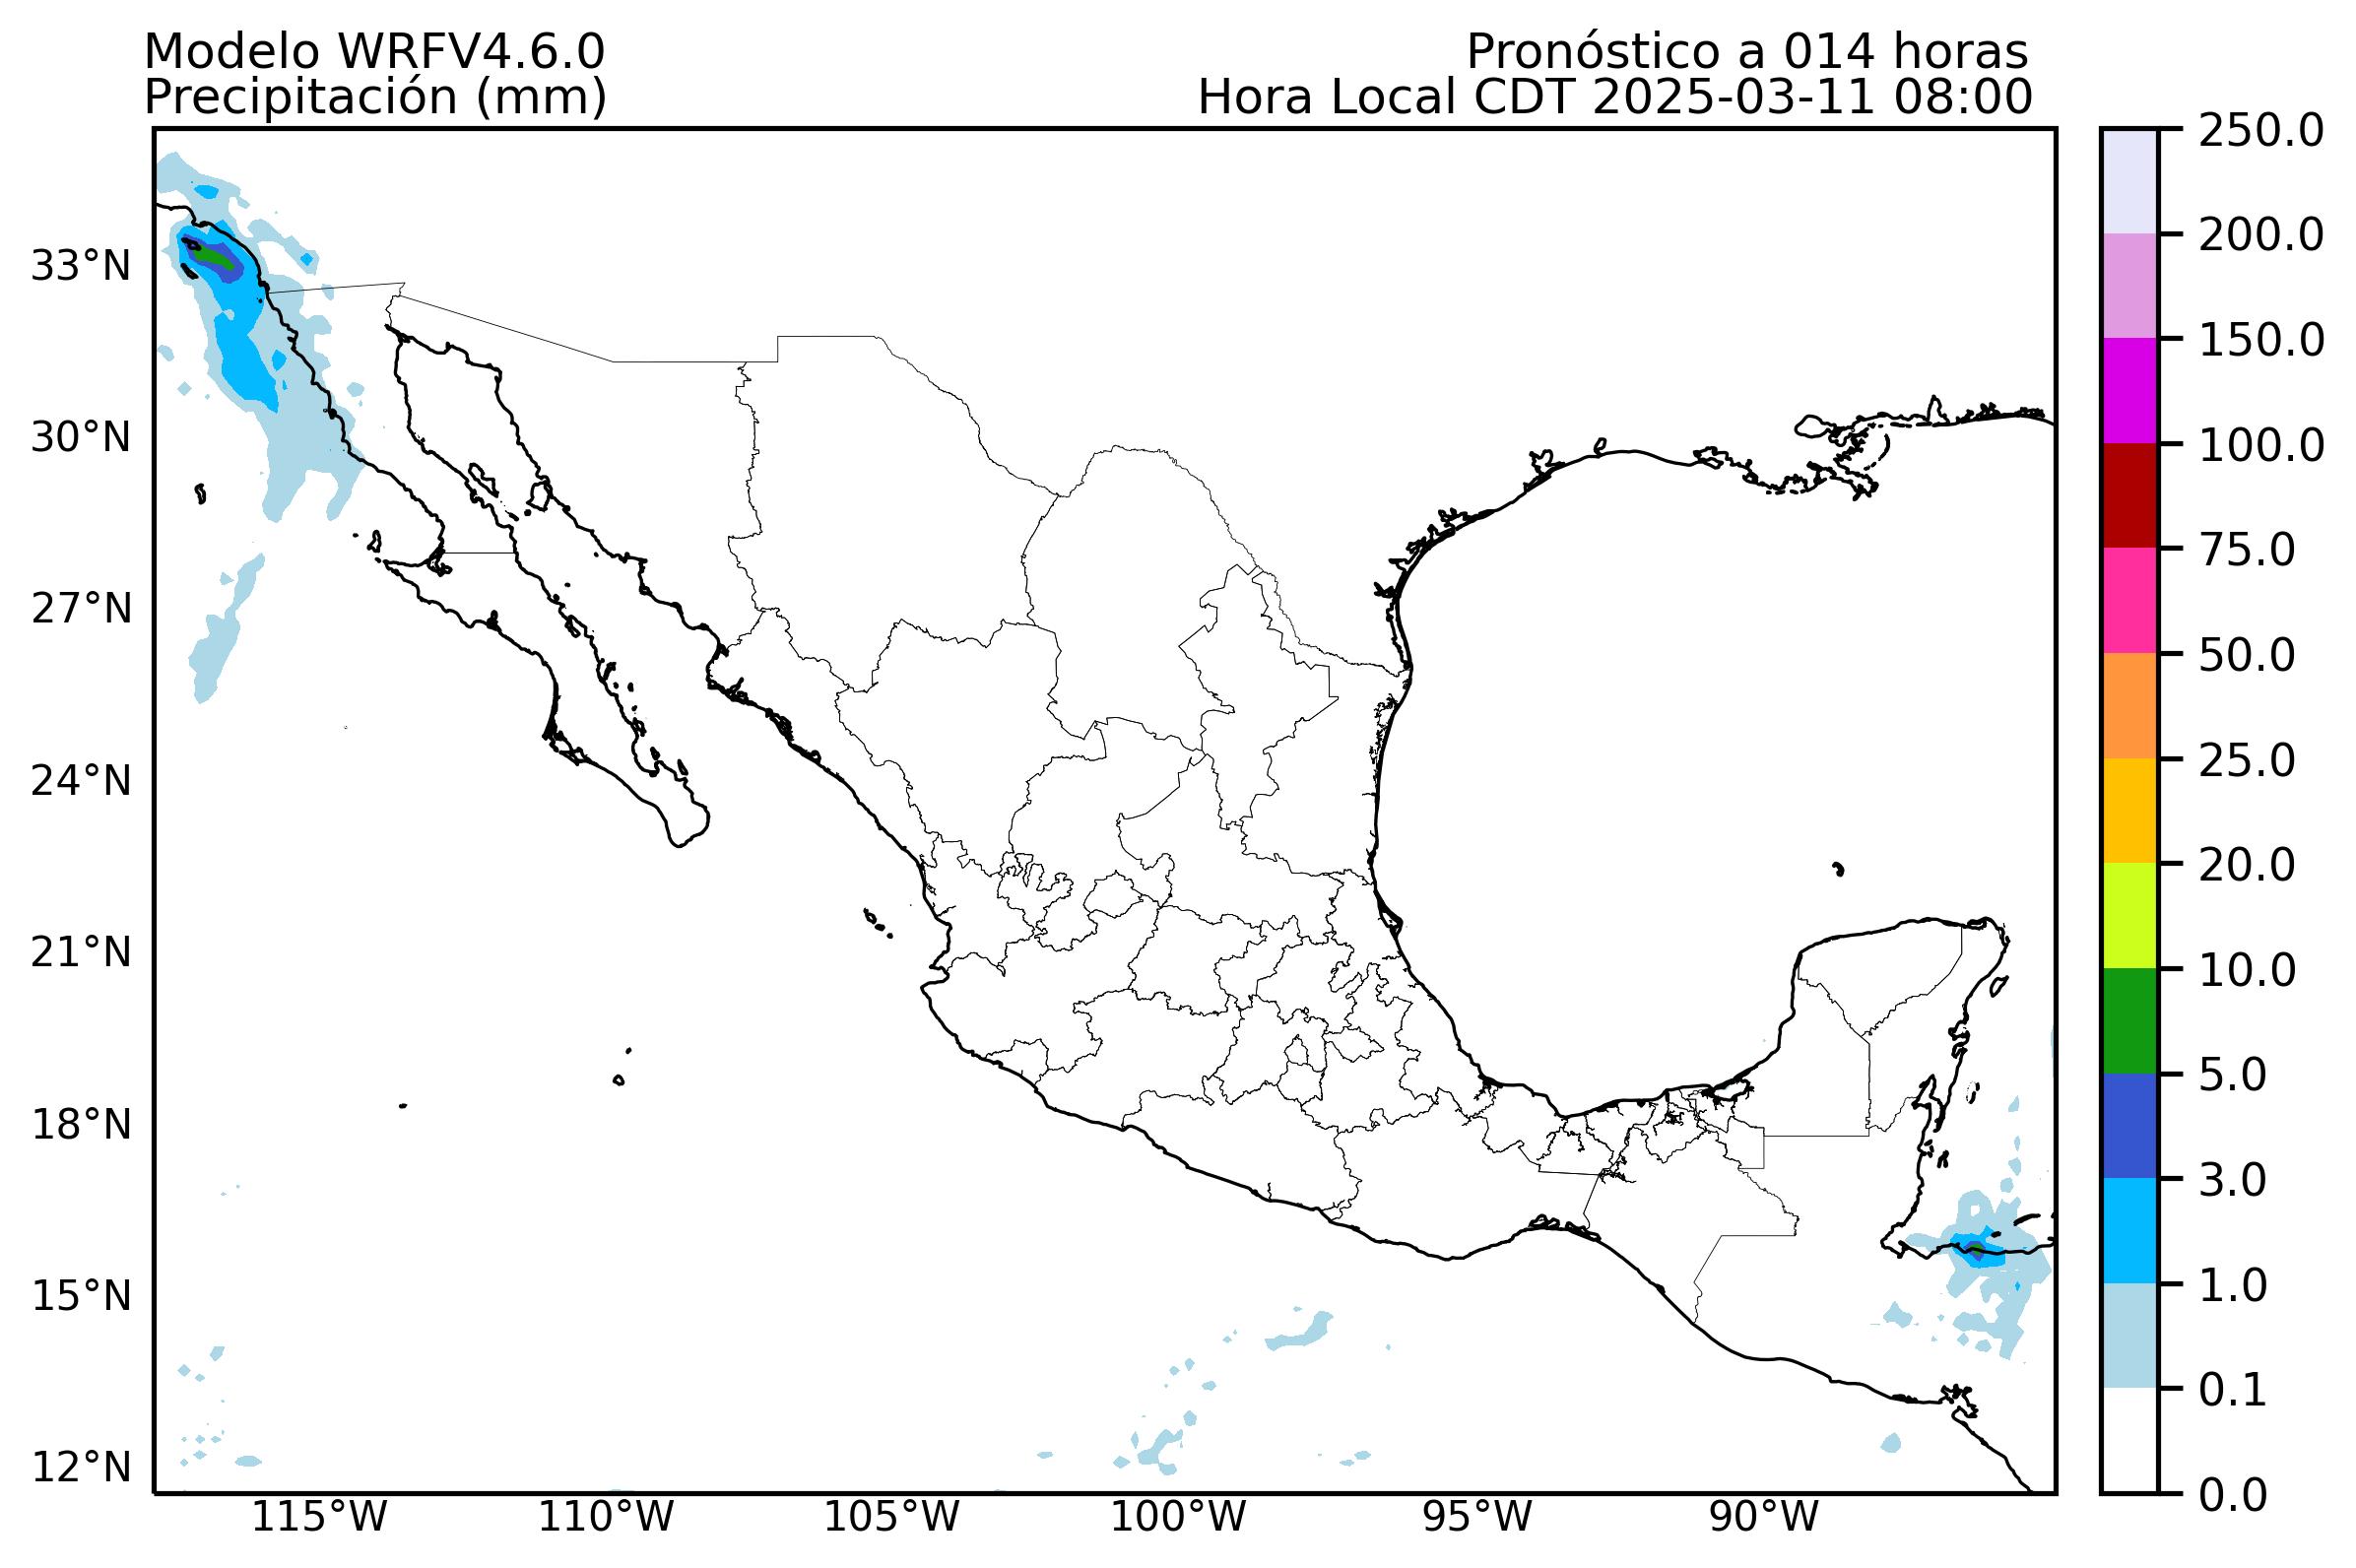 Modelo WRFV4.6.0
Precipitación (mm)
Pronóstico a 014 horas
Hora Local CDT 2025-03-11 08:00
33°N
30°N
27°N
24°N
21°N
18°N
15°N
12°N
115°W
110°W
105°W
100°W
95°W
90°W
250.0
200.0
150.0
100.0
75.0
50.0
25.0
20.0
10.0
5.0
3.0
1.0
0.1
0.0